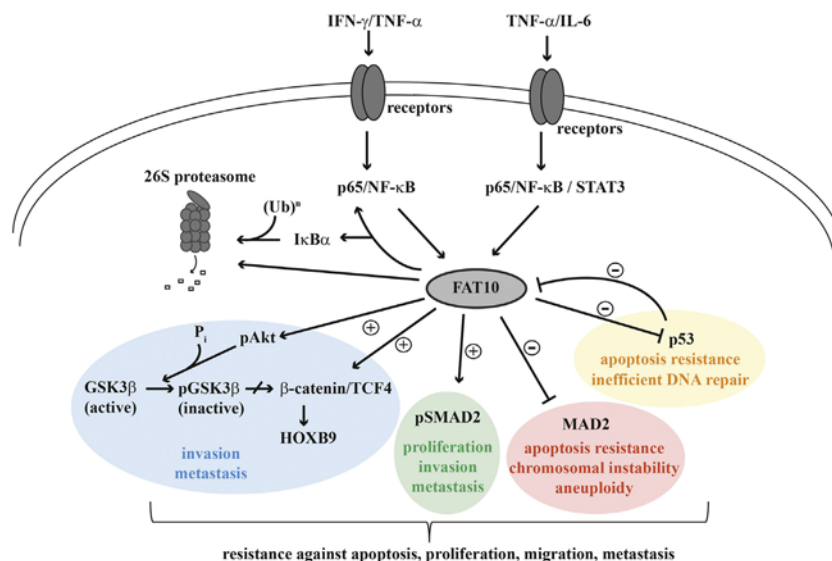 IFN-γ/TNF-α
TNF-α/IL-6
receptors
receptors
26S proteasome
p65/NF-κB
p65/NF-κB / STAT3
(Ub)ⁿ
IκBα
FAT10
−
−
p53
apoptosis resistance
inefficient DNA repair
+
+
+
−
Pᵢ
pAkt
GSK3β
(active)
pGSK3β
(inactive)
β-catenin/TCF4
HOXB9
invasion
metastasis
pSMAD2
proliferation
invasion
metastasis
MAD2
apoptosis resistance
chromosomal instability
aneuploidy
resistance against apoptosis, proliferation, migration, metastasis